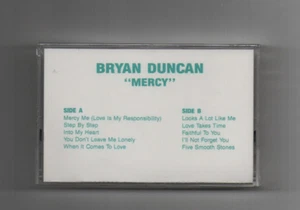 BRYAN DUNCAN
"MERCY"
SIDE A
Mercy Me (Love Is My Responsibility)
Step By Step
Into My Heart
You Don't Leave Me Lonely
When It Comes To Love
SIDE B
Looks A Lot Like Me
Love Takes Time
Faithful To You
I'll Not Forget You
Five Smooth Stones